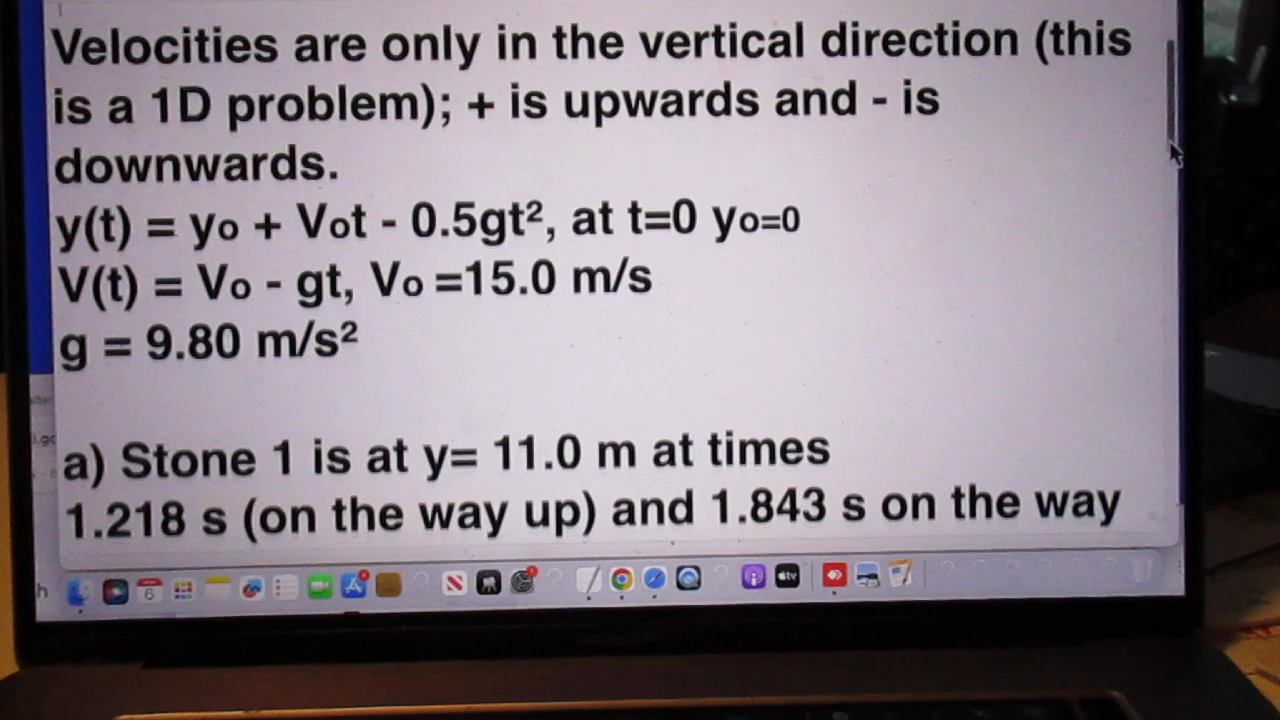 Velocities are only in the vertical direction (this
is a 1D problem); + is upwards and - is
downwards.
y(t) = yo + Vot - 0.5gt², at t=0 yo=0
V(t) = Vo - gt, Vo =15.0 m/s
g = 9.80 m/s²
a) Stone 1 is at y= 11.0 m at times
1.218 s (on the way up) and 1.843 s on the way
h
6
tv